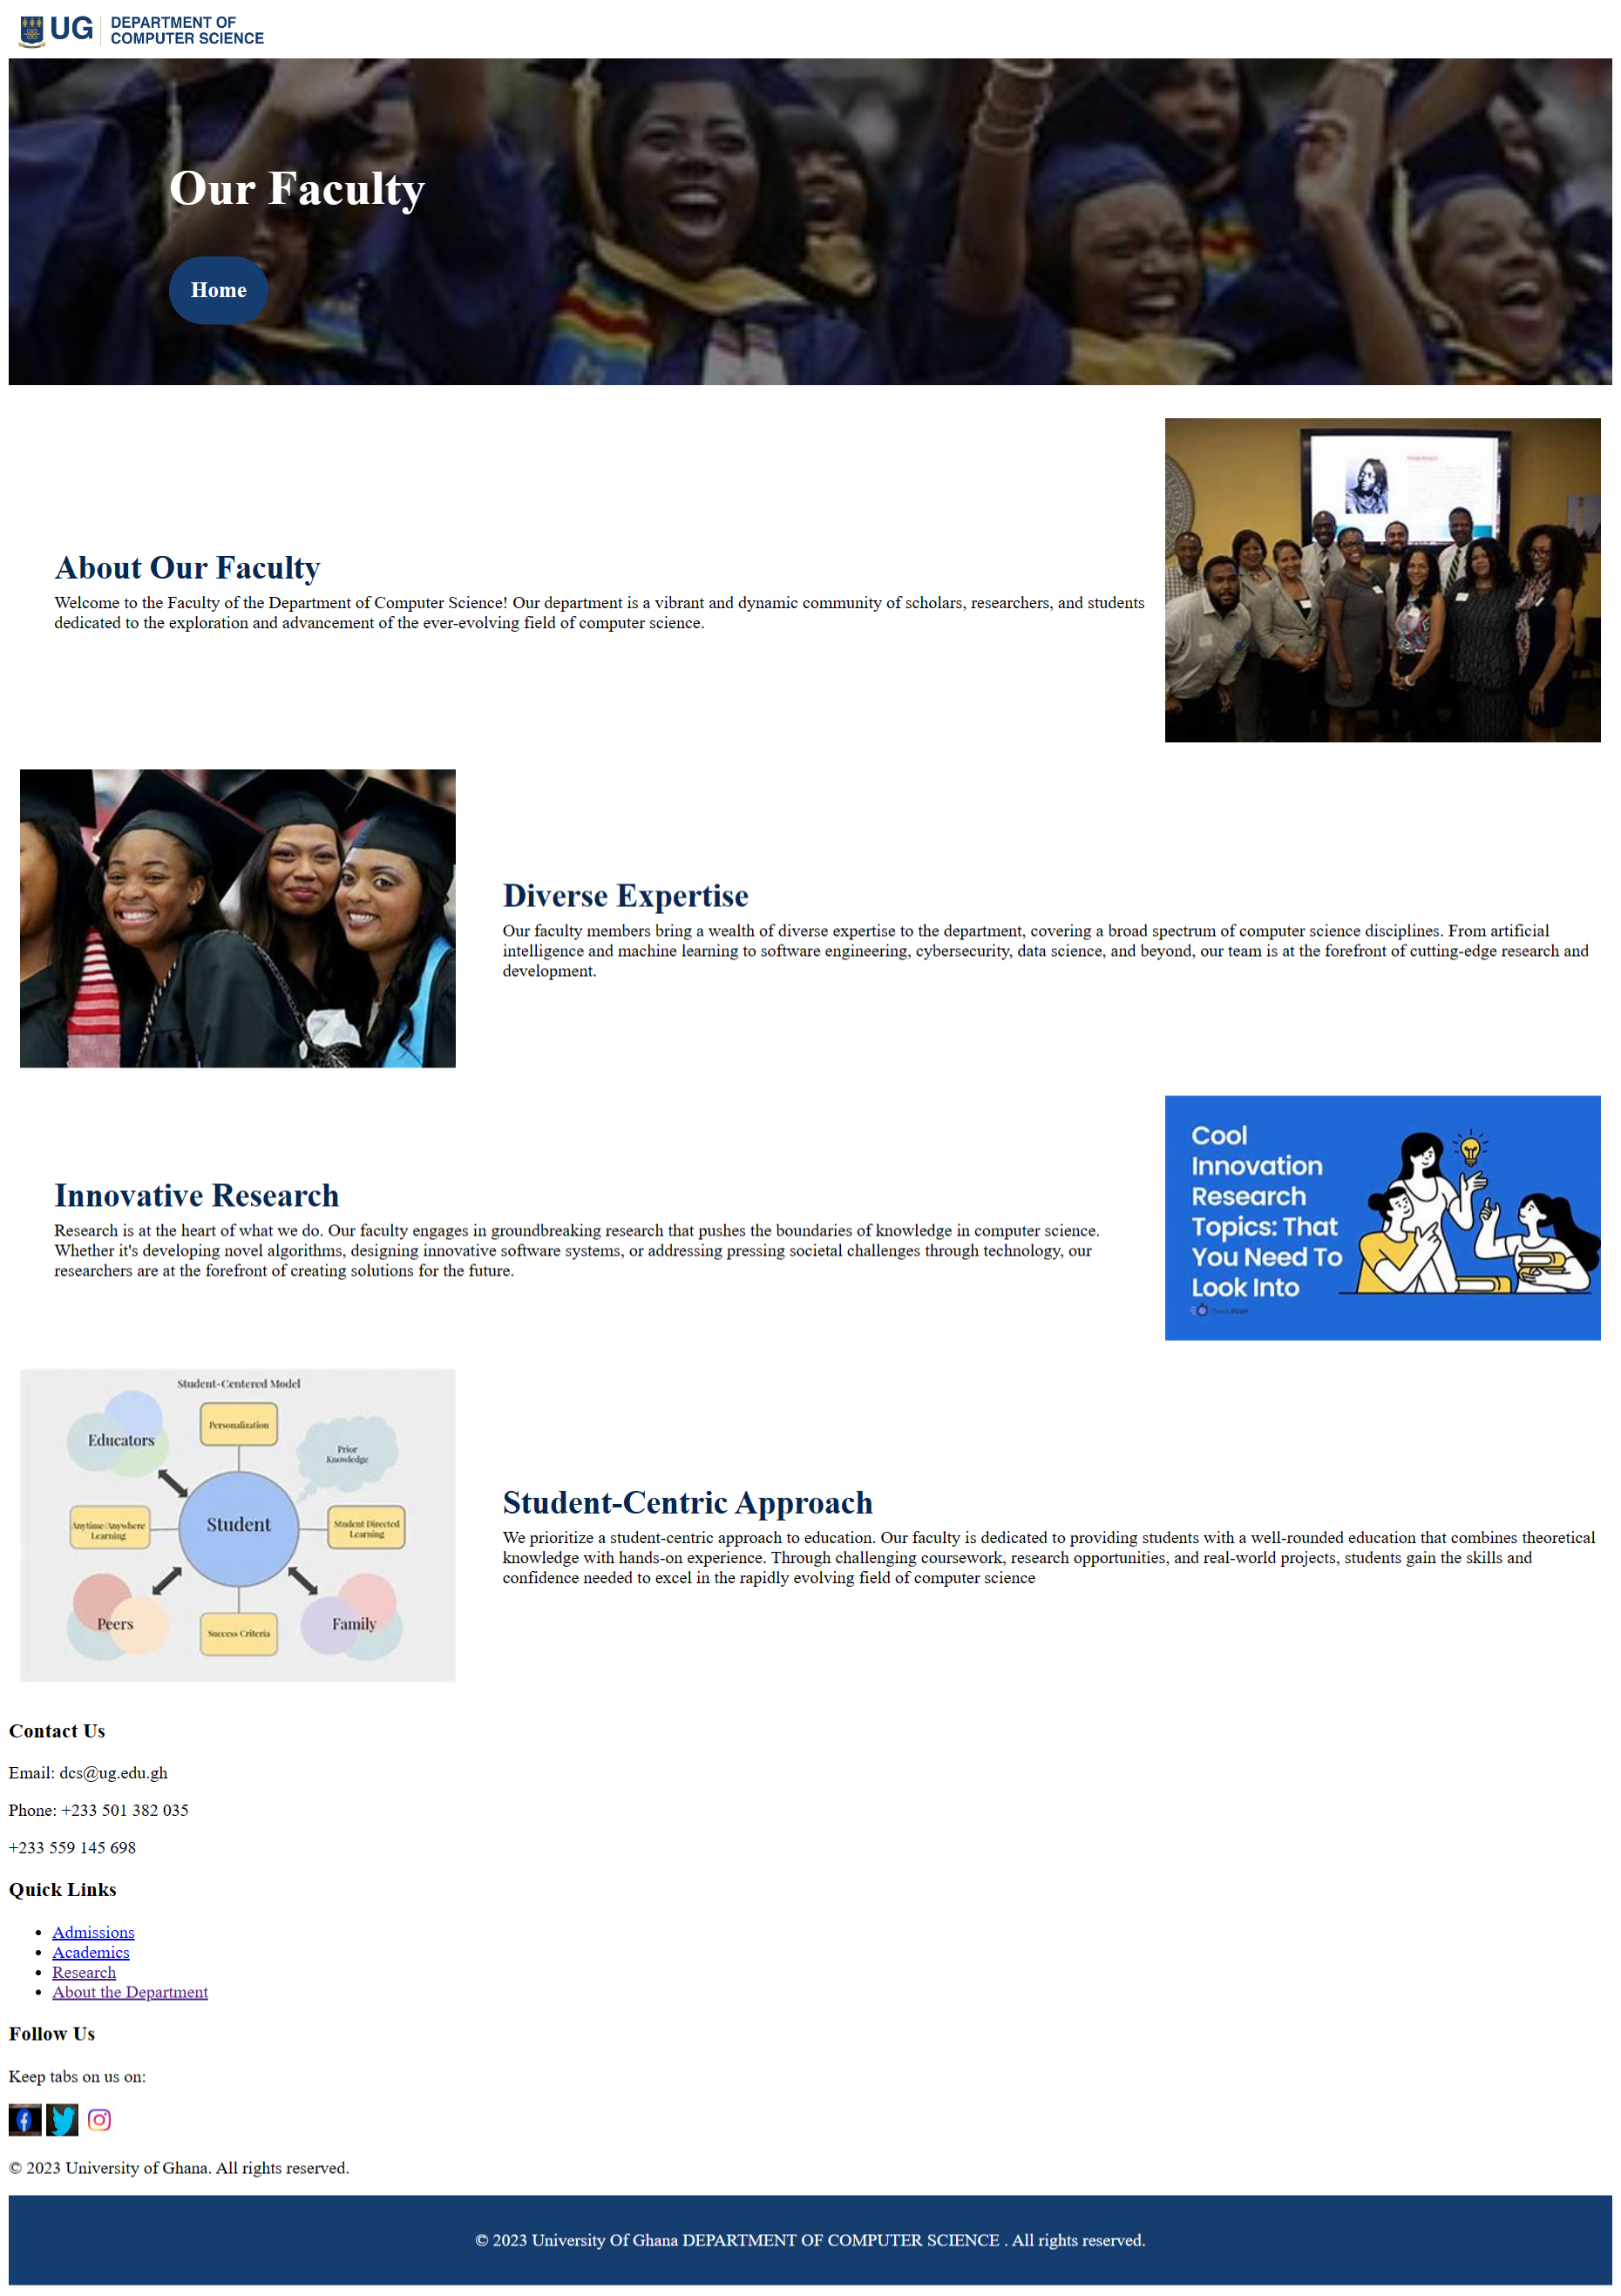 UG
DEPARTMENT OF
COMPUTER SCIENCE
Our Faculty
Home
About Our Faculty
Welcome to the Faculty of the Department of Computer Science! Our department is a vibrant and dynamic community of scholars, researchers, and students
dedicated to the exploration and advancement of the ever-evolving field of computer science.
Diverse Expertise
Our faculty members bring a wealth of diverse expertise to the department, covering a broad spectrum of computer science disciplines. From artificial
intelligence and machine learning to software engineering, cybersecurity, data science, and beyond, our team is at the forefront of cutting-edge research and
development.
Innovative Research
Research is at the heart of what we do. Our faculty engages in groundbreaking research that pushes the boundaries of knowledge in computer science.
Whether it's developing novel algorithms, designing innovative software systems, or addressing pressing societal challenges through technology, our
researchers are at the forefront of creating solutions for the future.
Cool
Innovation
Research
Topics: That
You Need To
Look Into
Student-Centered Model
Personalization
Educators
Prior
Knowledge
Anytime/Anywhere
Learning
Student
Student Directed
Learning
Peers
Success Criteria
Family
Student-Centric Approach
We prioritize a student-centric approach to education. Our faculty is dedicated to providing students with a well-rounded education that combines theoretical
knowledge with hands-on experience. Through challenging coursework, research opportunities, and real-world projects, students gain the skills and
confidence needed to excel in the rapidly evolving field of computer science
Contact Us
Email: dcs@ug.edu.gh
Phone: +233 501 382 035
+233 559 145 698
Quick Links
Admissions
Academics
Research
About the Department
Follow Us
Keep tabs on us on:
© 2023 University of Ghana. All rights reserved.
© 2023 University Of Ghana DEPARTMENT OF COMPUTER SCIENCE . All rights reserved.